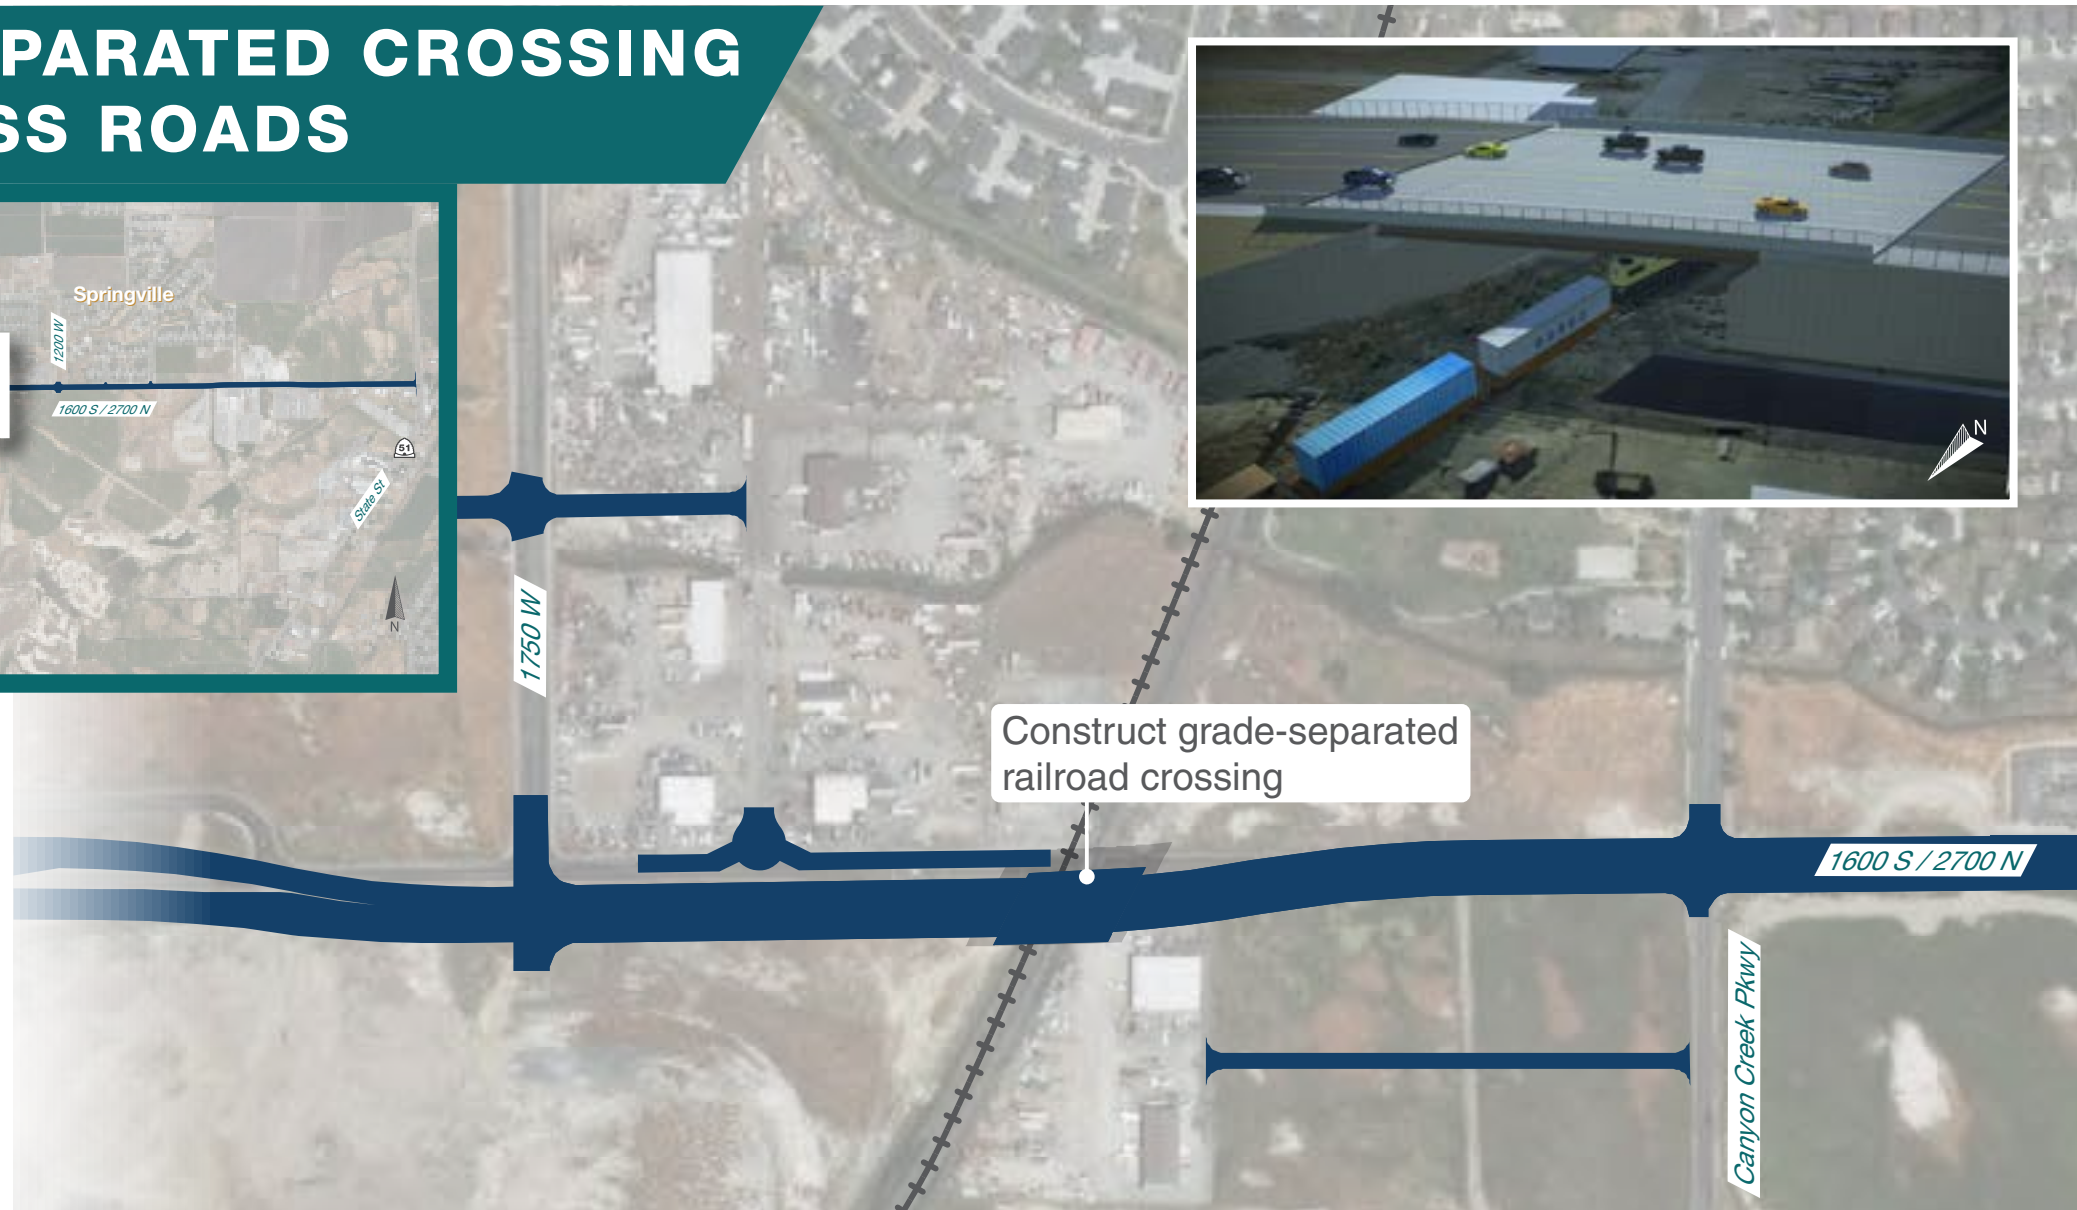 PARATED CROSSING
SS ROADS
Springville
1200 W
1600 S / 2700 N
51
State St
N
N
1750 W
Construct grade-separated
railroad crossing
1600 S / 2700 N
Canyon Creek Pkwy